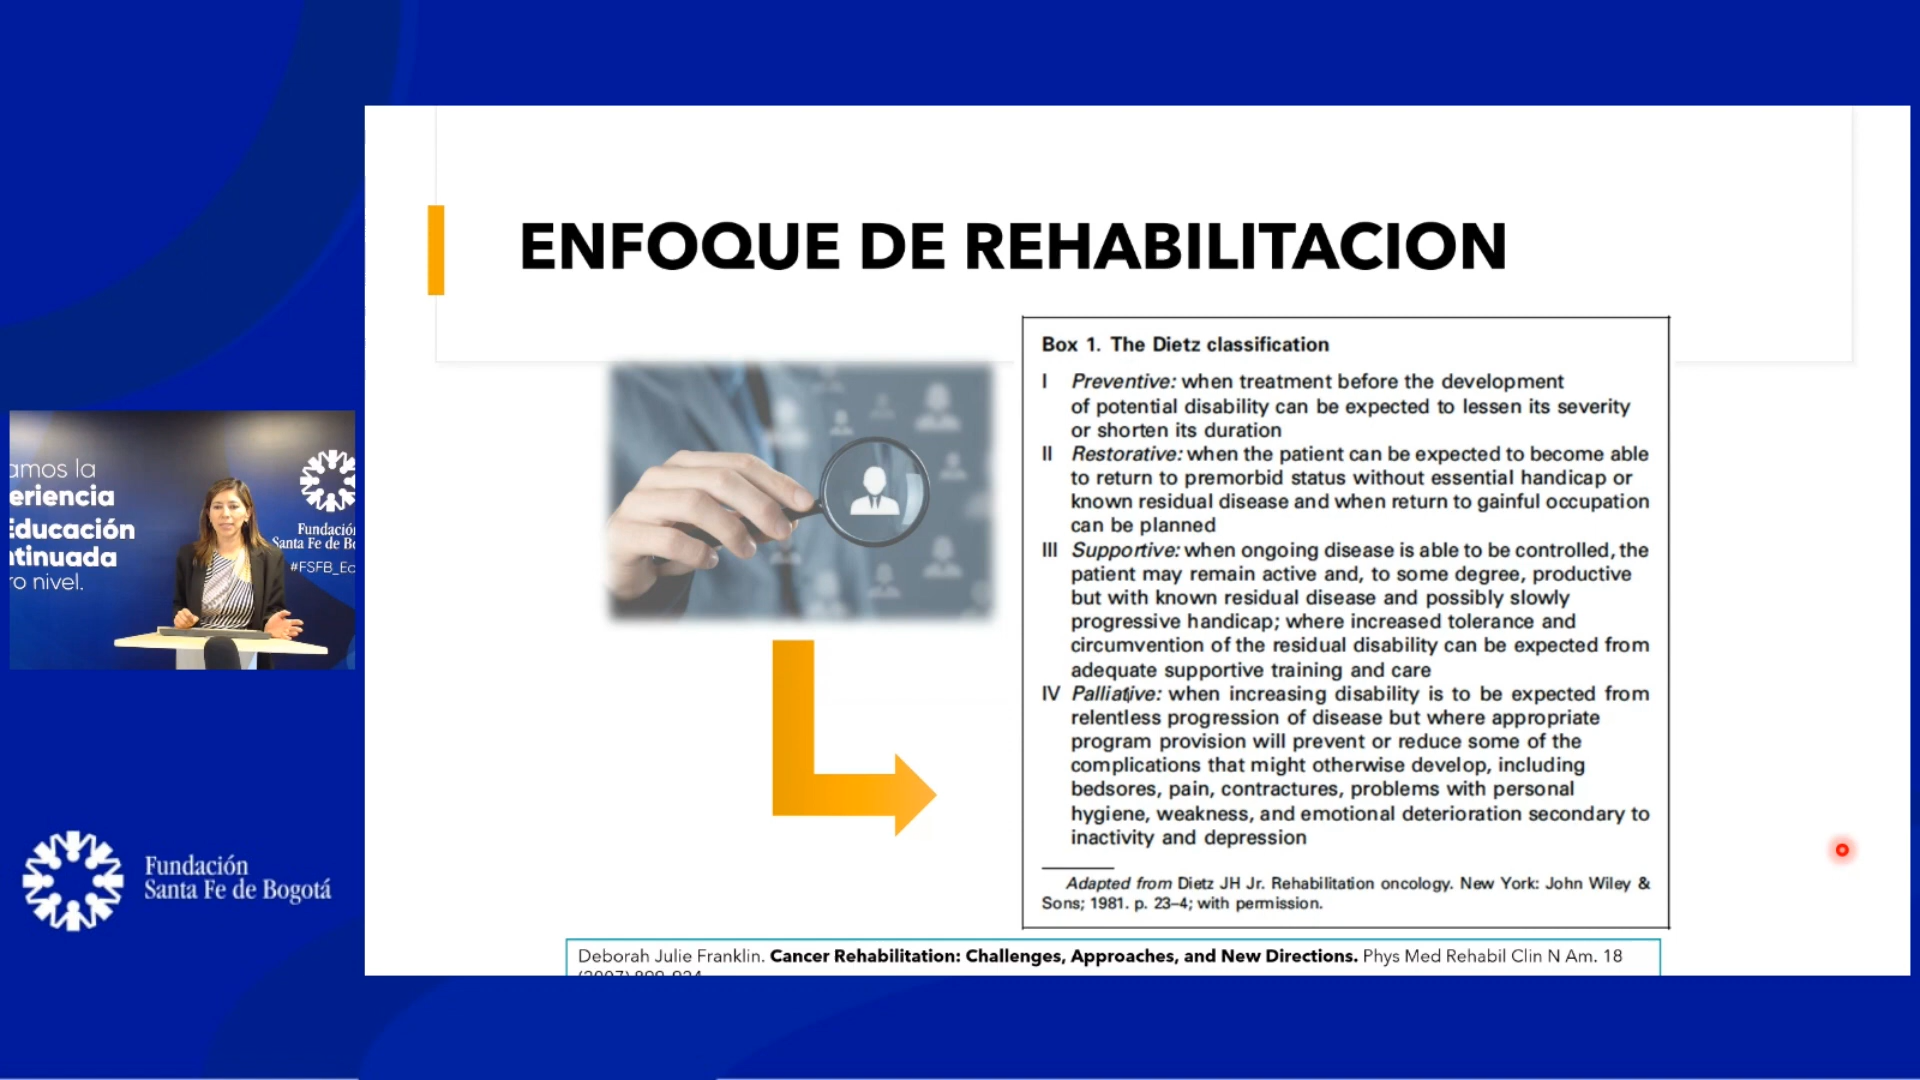 ENFOQUE DE REHABILITACION
Box 1. The Dietz classification
I Preventive: when treatment before the development
of potential disability can be expected to lessen its severity
or shorten its duration
II Restorative: when the patient can be expected to become able
to return to premorbid status without essential handicap or
known residual disease and when return to gainful occupation
can be planned
III Supportive: when ongoing disease is able to be controlled, the
patient may remain active and, to some degree, productive
but with known residual disease and possibly slowly
progressive handicap; where increased tolerance and
circumvention of the residual disability can be expected from
adequate supportive training and care
IV Palliative: when increasing disability is to be expected from
relentless progression of disease but where appropriate
program provision will prevent or reduce some of the
complications that might otherwise develop, including
bedsores, pain, contractures, problems with personal
hygiene, weakness, and emotional deterioration secondary to
inactivity and depression
Adapted from Dietz JH Jr. Rehabilitation oncology. New York: John Wiley &
Sons; 1981. p. 23–4; with permission.
Deborah Julie Franklin. Cancer Rehabilitation: Challenges, Approaches, and New Directions. Phys Med Rehabil Clin N Am. 18
amos la
eriencia
Educación
ntinuada
ro nivel.
Fundació
Santa Fe de Bo
#FSFB_Ed
Fundación
Santa Fe de Bogotá